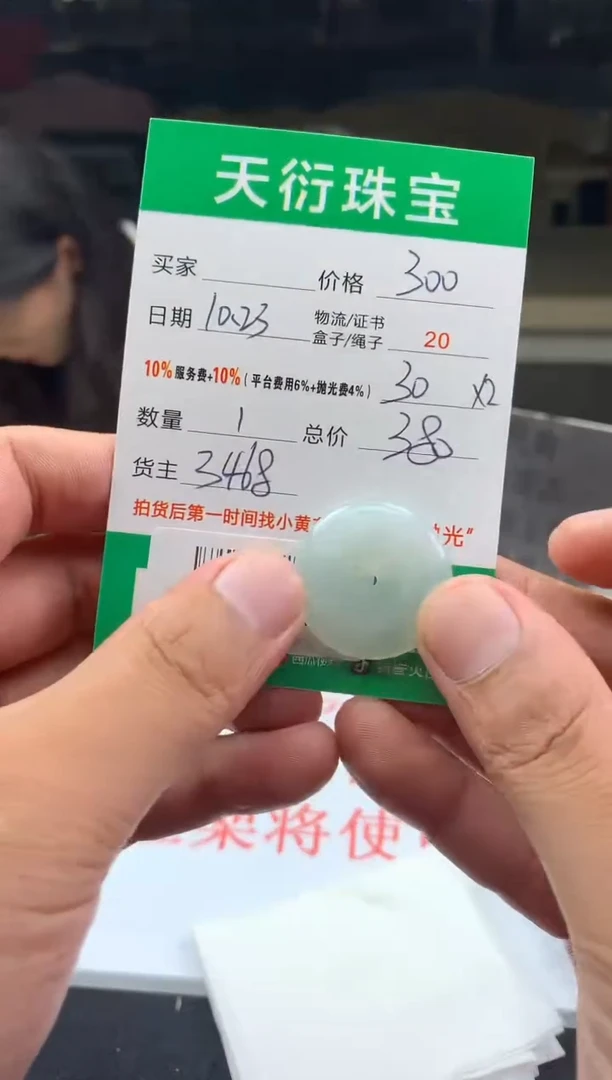 天衍珠宝
买家 价格 300
日期 10.23 物流/证书 盒子/绳子 20
10%服务费+10%(平台费用6%+抛光费4%) 30 x2
数量 1 总价 380
货主 3468
拍货后第一时间找小黄 光"
将使